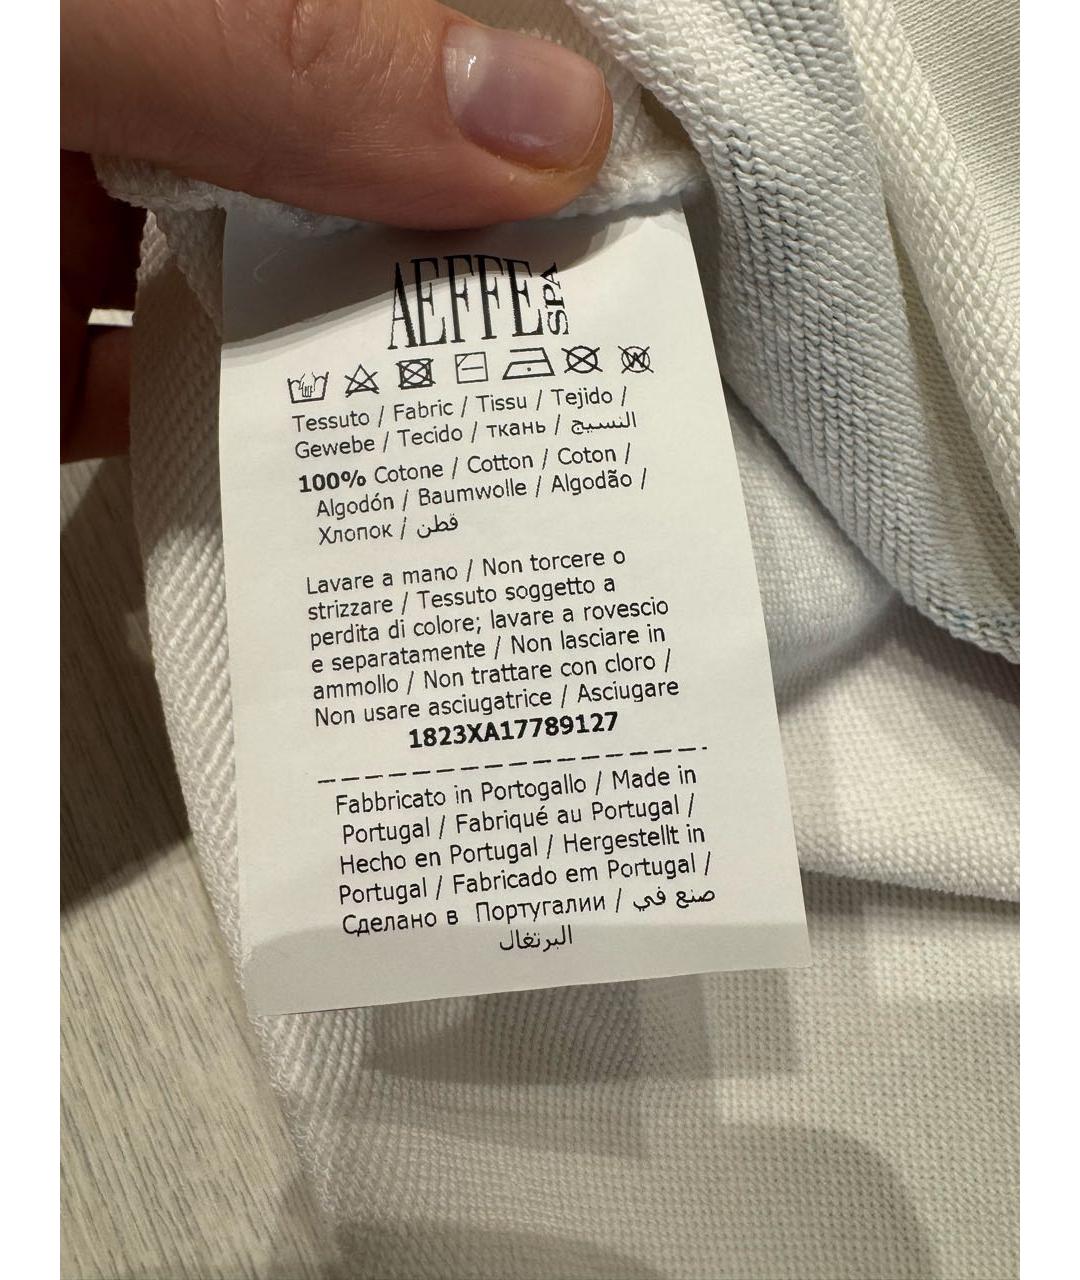 AEFFE SPA
Tessuto / Fabric / Tissu / Tejido /
Gewebe / Tecido / ткань / النسيج
100% Cotone / Cotton / Coton /
Algodón / Baumwolle / Algodão /
Хлопок / قطن
Lavare a mano / Non torcere o
strizzare / Tessuto soggetto a
perdita di colore; lavare a rovescio
e separatamente / Non lasciare in
ammollo / Non trattare con cloro /
Non usare asciugatrice / Asciugare
1823XA17789127
Fabbricato in Portogallo / Made in
Portugal / Fabriqué au Portugal /
Hecho en Portugal / Hergestellt in
Portugal / Fabricado em Portugal /
Сделано в Португалии / صنع في
البرتغال